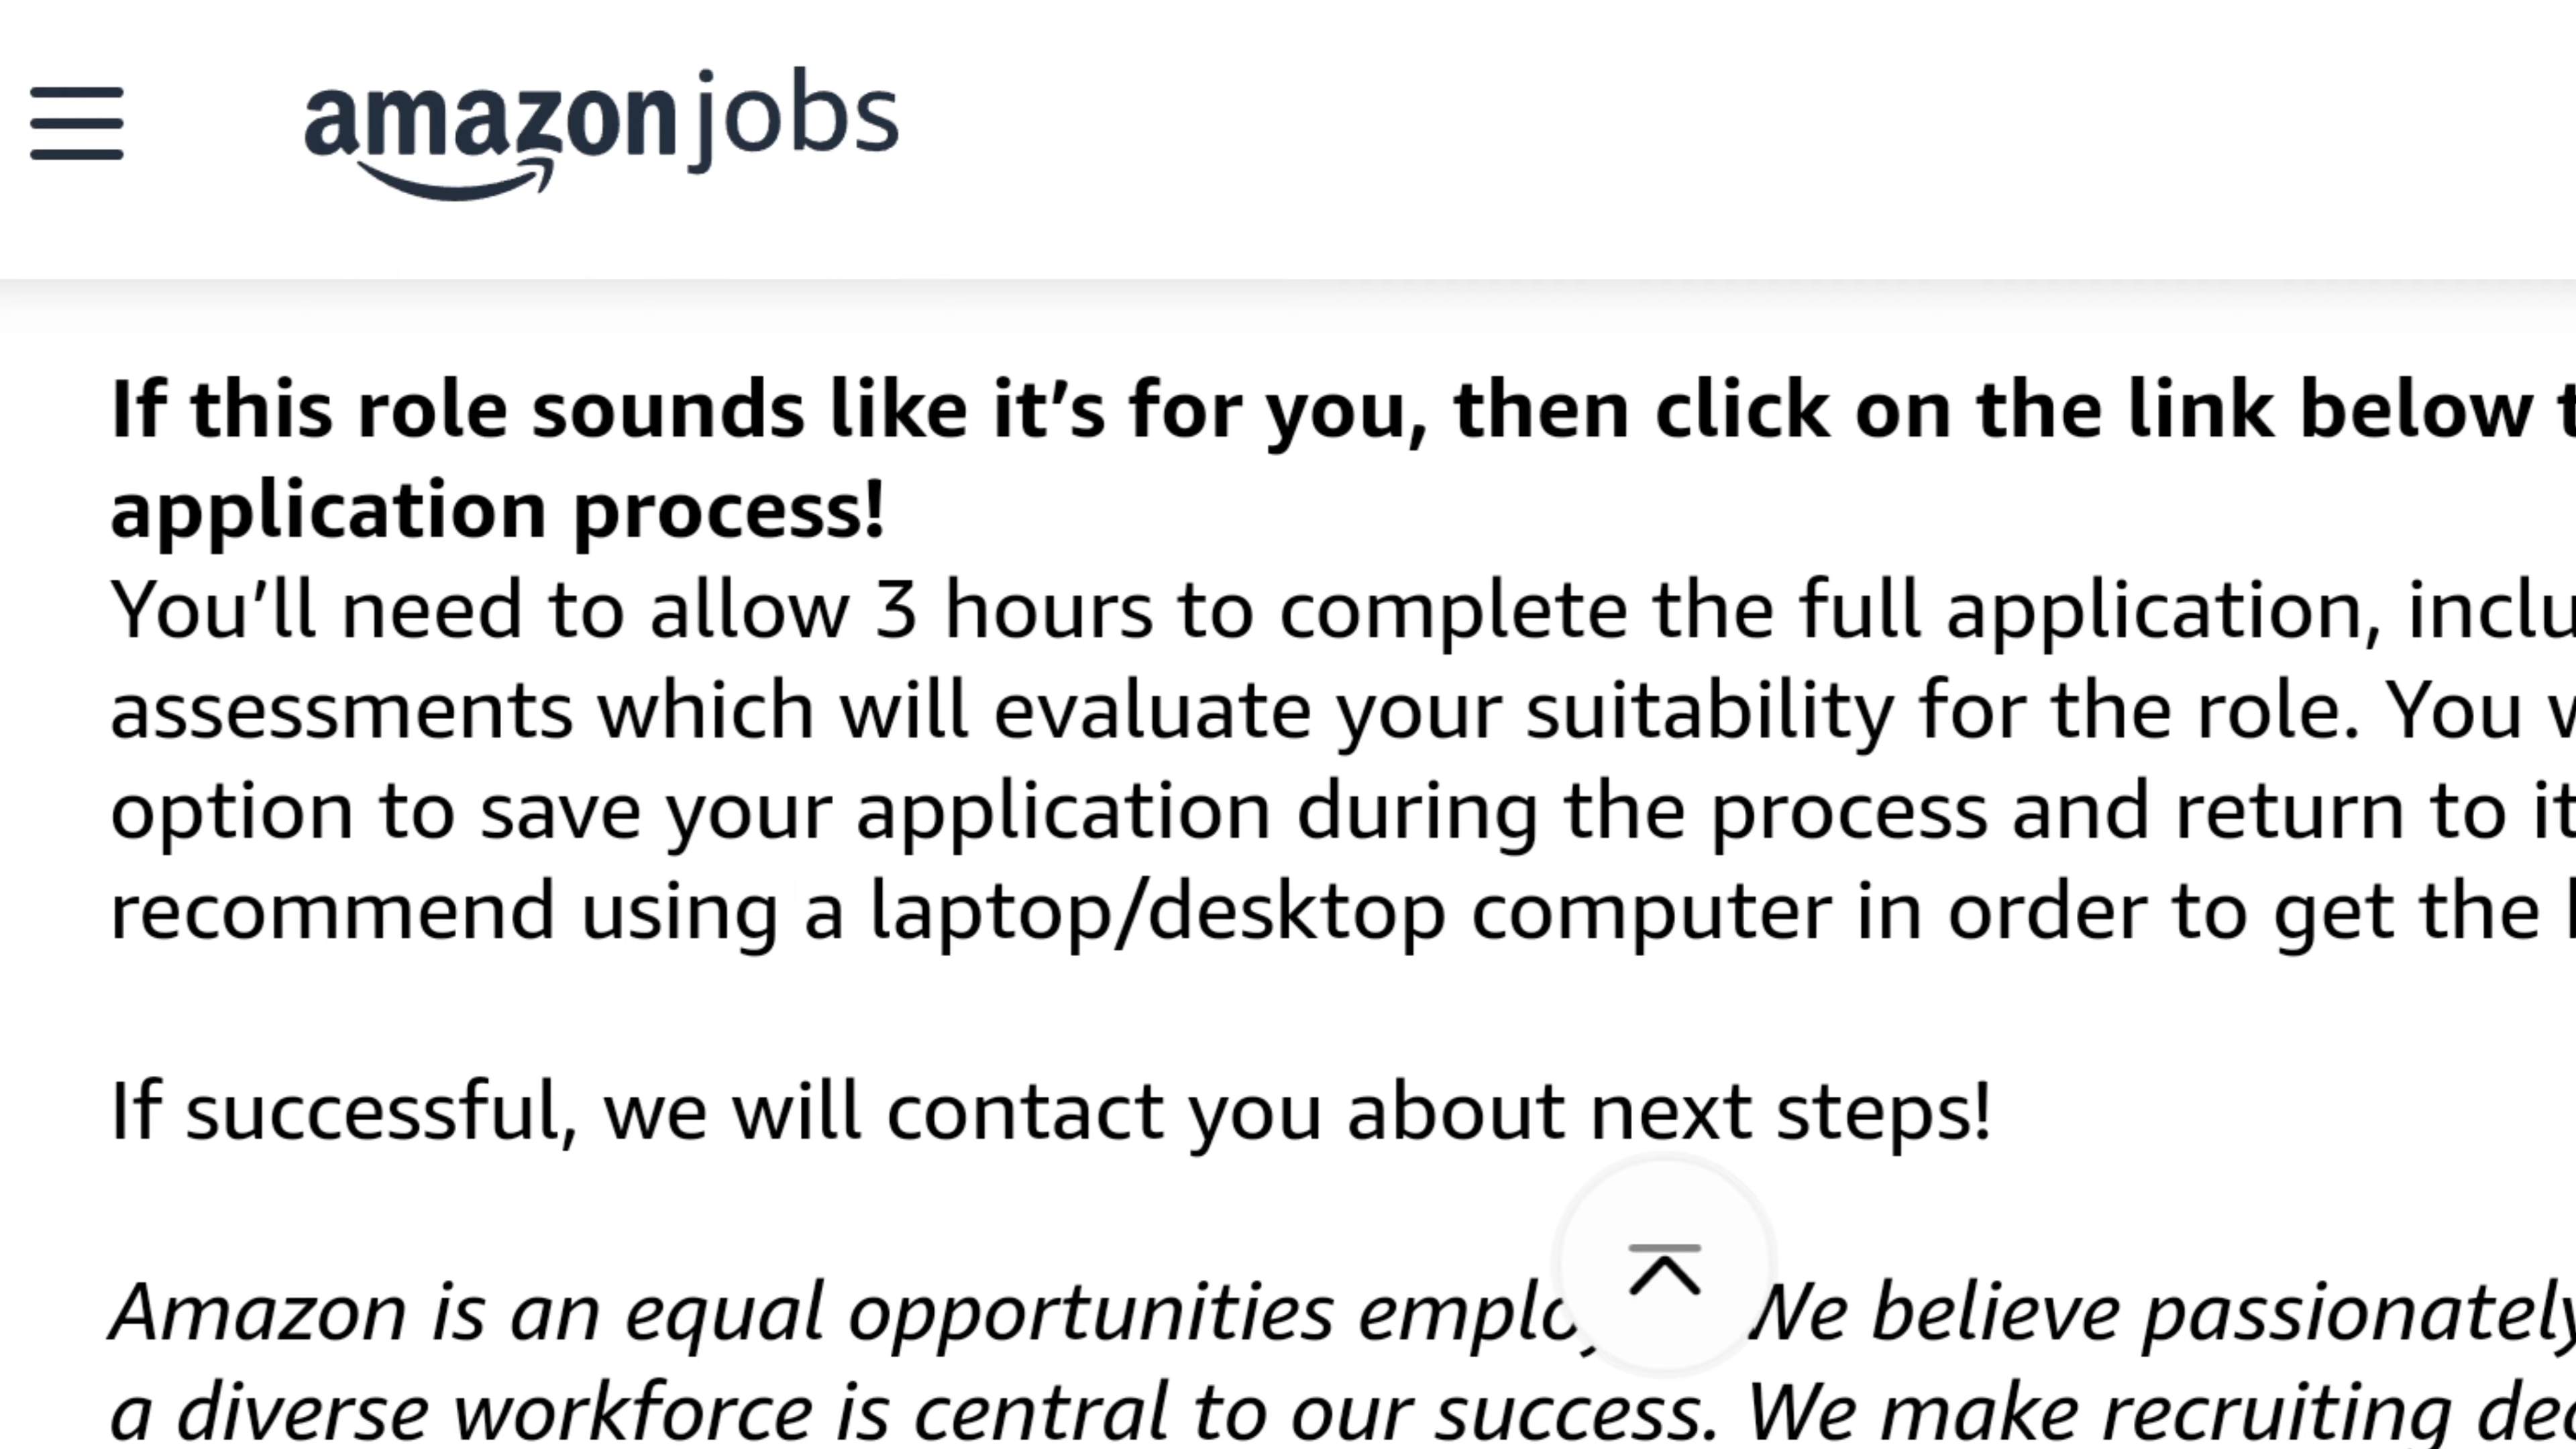 amazon jobs
If this role sounds like it’s for you, then click on the link below
application process!
You’ll need to allow 3 hours to complete the full application,
assessments which will evaluate your suitability for the role. You
option to save your application during the process and return to it
recommend using a laptop/desktop computer in order to get the
If successful, we will contact you about next steps!
Amazon is an equal opportunities We believe passionately
a diverse workforce is central to our success. We make recruiting